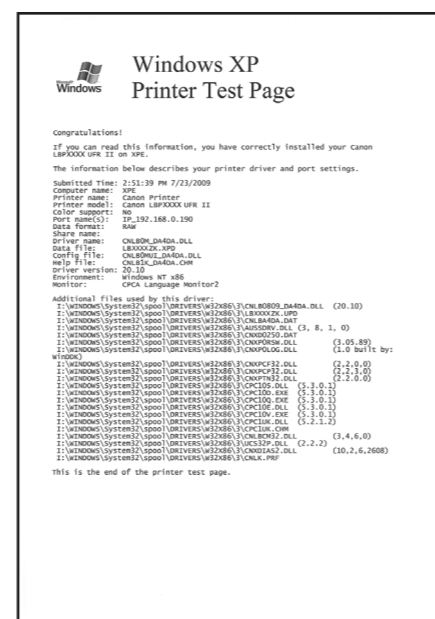 Microsoft
Windows
Windows XP
Printer Test Page
Congratulations!
If you can read this information, you have correctly installed your Canon
LBPXXXX UFR II on XPE.
The information below describes your printer driver and port settings.
Submitted Time: 2:51:39 PM 7/23/2009
Computer name: XPE
Printer name: Canon Printer
Printer model: Canon LBPXXXX UFR II
Color support: No
Port name(s): IP_192.168.0.190
Data format: RAW
Share name:
Driver name: CNLB0M_DA4DA.DLL
Data file: LBXXXXZK.XPD
Config file: CNLB0MUI_DA4DA.DLL
Help file: CNLB1K_DA4DA.CHM
Driver version: 20.10
Environment: Windows NT x86
Monitor: CPCA Language Monitor2
Additional files used by this driver:
I:\WINDOWS\System32\spool\DRIVERS\W32X86\3\CNLB0809_DA4DA.DLL (20.10)
I:\WINDOWS\System32\spool\DRIVERS\W32X86\3\LBXXXXZK.UPD
I:\WINDOWS\System32\spool\DRIVERS\W32X86\3\CNLBA4DA.DAT
I:\WINDOWS\System32\spool\DRIVERS\W32X86\3\CNXD0250.DAT
I:\WINDOWS\System32\spool\DRIVERS\W32X86\3\AUSSDRV.DLL (3, 8, 1, 0)
I:\WINDOWS\System32\spool\DRIVERS\W32X86\3\CNXP0RSW.DLL (3.05.89)
I:\WINDOWS\System32\spool\DRIVERS\W32X86\3\CNXP0LOG.DLL (1.0 built by:
WinDDK)
I:\WINDOWS\System32\spool\DRIVERS\W32X86\3\CNXPCF32.DLL (2.2.0.0)
I:\WINDOWS\System32\spool\DRIVERS\W32X86\3\CNXPCP32.DLL (2.2.3.0)
I:\WINDOWS\System32\spool\DRIVERS\W32X86\3\CNXPTN32.DLL (2.2.0.0)
I:\WINDOWS\System32\spool\DRIVERS\W32X86\3\CPC10S.DLL (5.3.0.1)
I:\WINDOWS\System32\spool\DRIVERS\W32X86\3\CPC10D.EXE (5.3.0.1)
I:\WINDOWS\System32\spool\DRIVERS\W32X86\3\CPC10Q.EXE (5.3.0.1)
I:\WINDOWS\System32\spool\DRIVERS\W32X86\3\CPC10E.DLL (5.3.0.1)
I:\WINDOWS\System32\spool\DRIVERS\W32X86\3\CPC10V.EXE (5.3.0.1)
I:\WINDOWS\System32\spool\DRIVERS\W32X86\3\CPC1UK.DLL (5.2.1.2)
I:\WINDOWS\System32\spool\DRIVERS\W32X86\3\CPC1UK.CHM
I:\WINDOWS\System32\spool\DRIVERS\W32X86\3\CNLBCM32.DLL (3,4,6,0)
I:\WINDOWS\System32\spool\DRIVERS\W32X86\3\UCS32P.DLL (2.2.2)
I:\WINDOWS\System32\spool\DRIVERS\W32X86\3\CNXDIAS2.DLL (10,2,6,2608)
I:\WINDOWS\System32\spool\DRIVERS\W32X86\3\CNLK.PRF
This is the end of the printer test page.